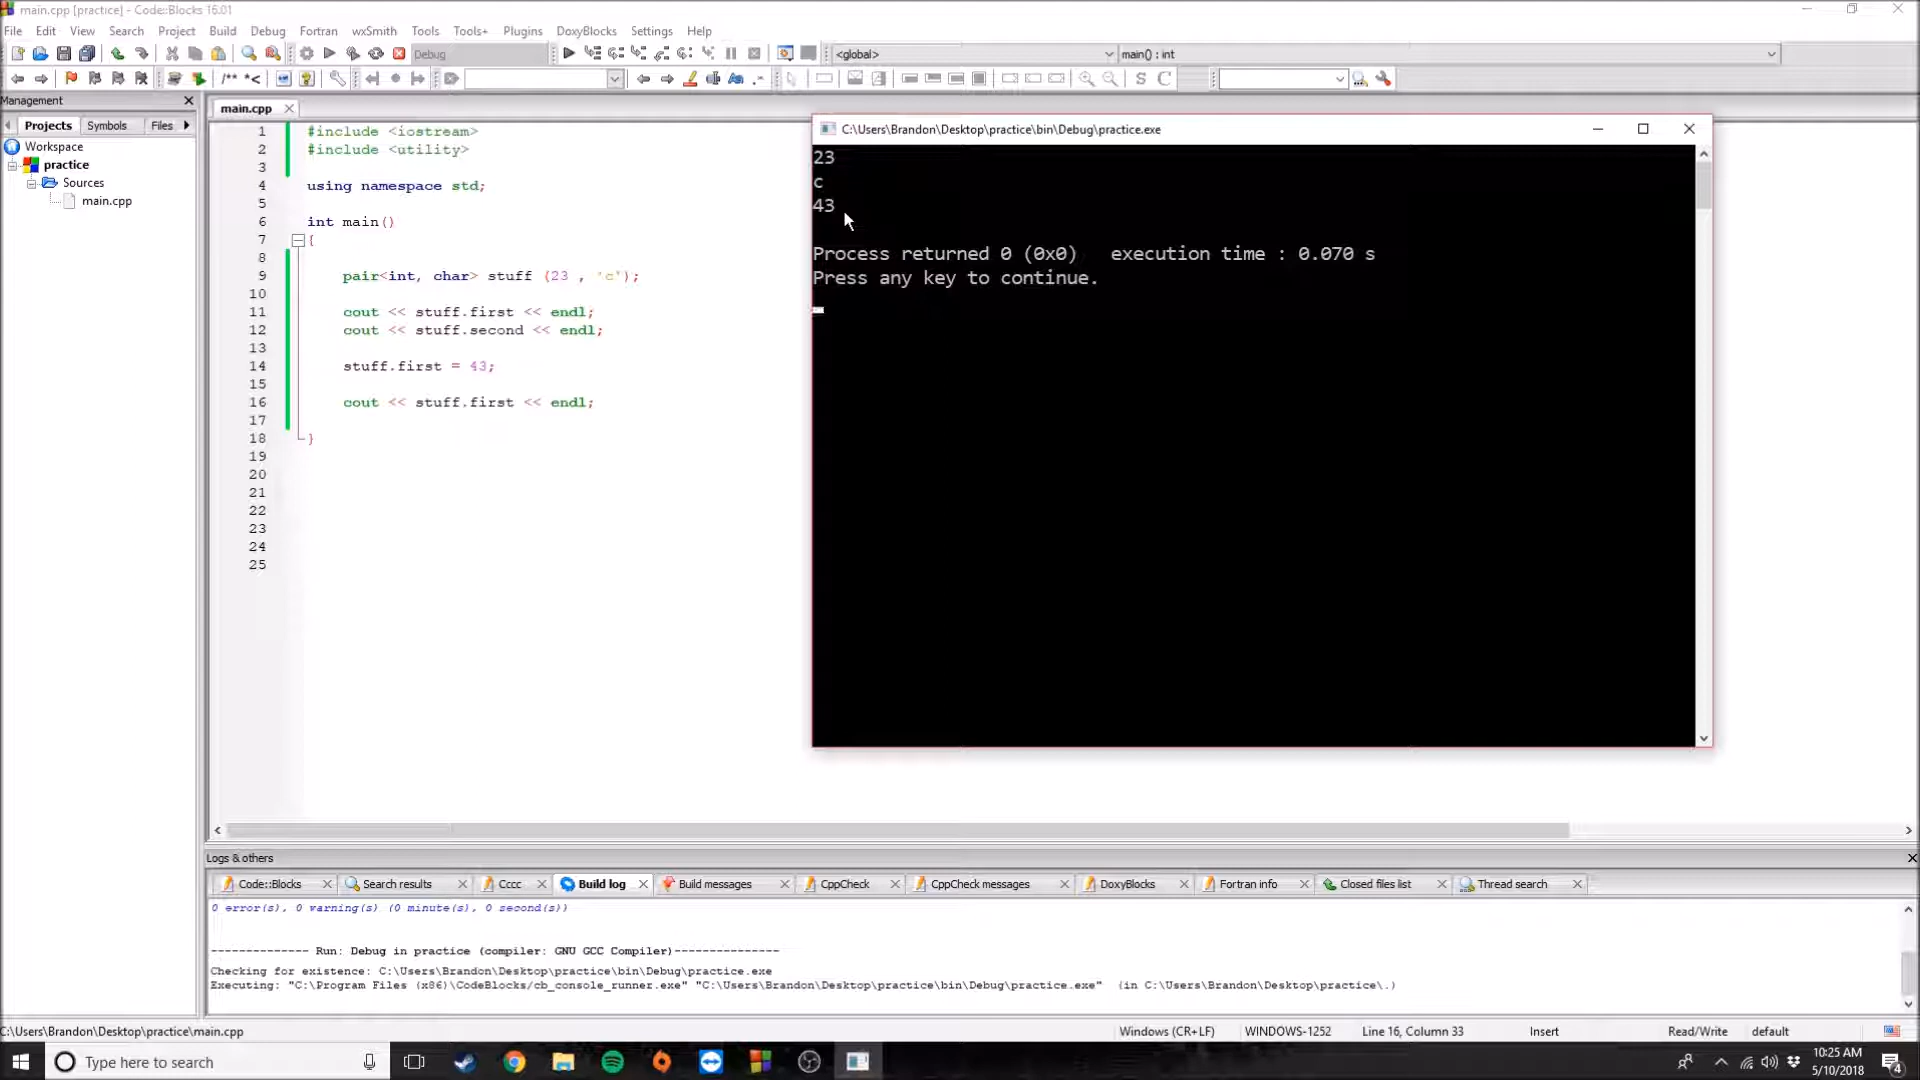 main.cpp [practice] - Code::Blocks 16.01
File Edit View Search Project Build Debug Fortran wxSmith Tools Tools+ Plugins DoxyBlocks Settings Help
Debug
<global>
main() : int
/** *<
S C
Management
Projects Symbols Files
Workspace
practice
Sources
main.cpp
main.cpp
1 #include <iostream>
2 #include <utility>
3
4 using namespace std;
5
6 int main()
7 {
8
9 pair<int, char> stuff (23 , 'c');
10
11 cout << stuff.first << endl;
12 cout << stuff.second << endl;
13
14 stuff.first = 43;
15
16 cout << stuff.first << endl;
17
18 }
19
20
21
22
23
24
25
C:\Users\Brandon\Desktop\practice\bin\Debug\practice.exe
23
c
43
Process returned 0 (0x0)   execution time : 0.070 s
Press any key to continue.
Logs & others
Code::Blocks Search results Cccc Build log Build messages CppCheck CppCheck messages DoxyBlocks Fortran info Closed files list Thread search
0 error(s), 0 warning(s) (0 minute(s), 0 second(s))
-------------- Run: Debug in practice (compiler: GNU GCC Compiler)---------------
Checking for existence: C:\Users\Brandon\Desktop\practice\bin\Debug\practice.exe
Executing: "C:\Program Files (x86)\CodeBlocks/cb_console_runner.exe" "C:\Users\Brandon\Desktop\practice\bin\Debug\practice.exe"  (in C:\Users\Brandon\Desktop\practice\.)
C:\Users\Brandon\Desktop\practice\main.cpp Windows (CR+LF) WINDOWS-1252 Line 16, Column 33 Insert Read/Write default
Type here to search
10:25 AM
5/10/2018
4